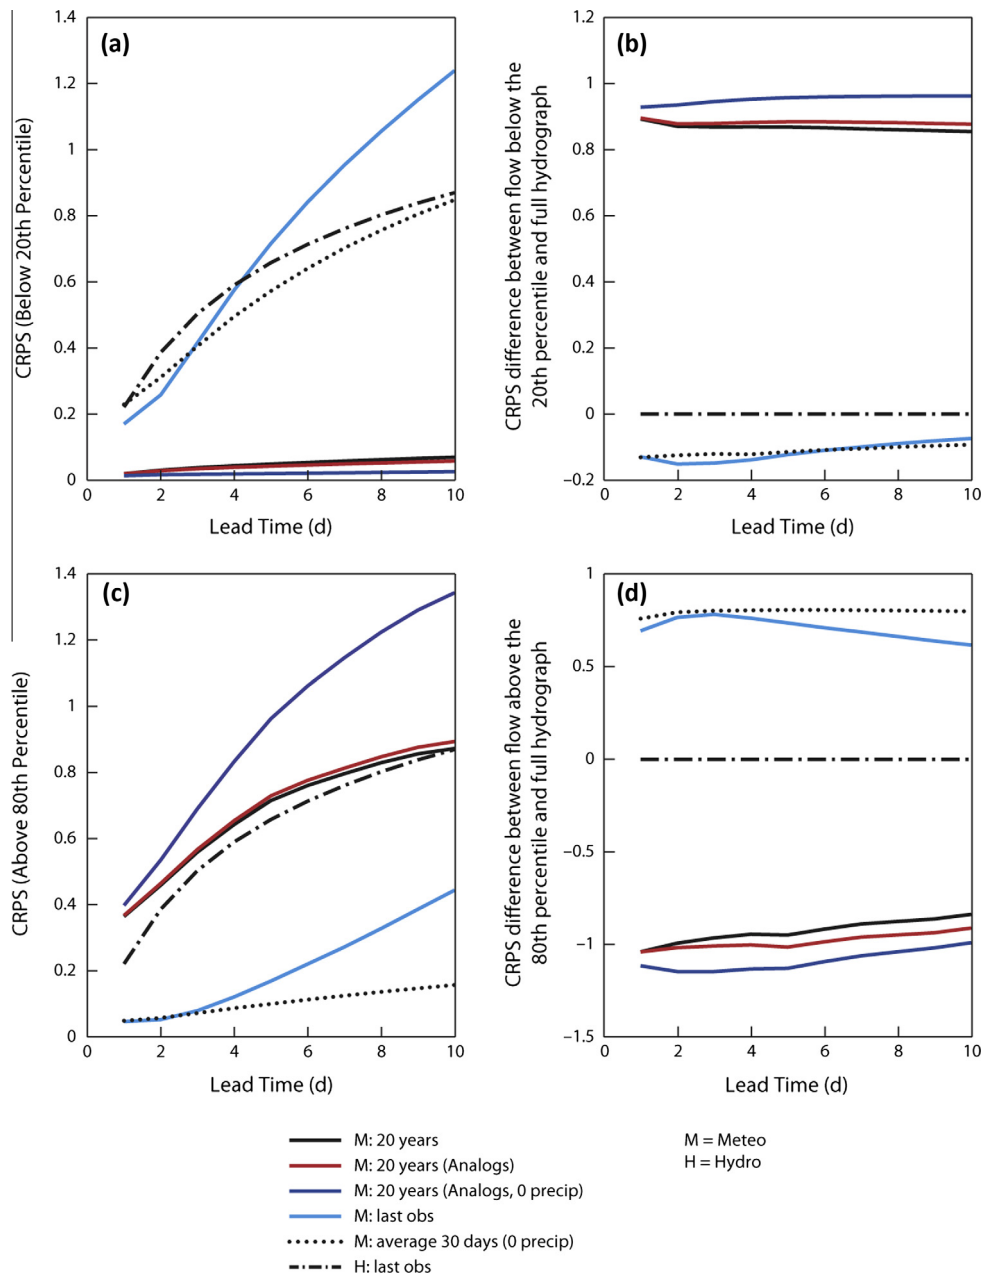 (a)
CRPS (Below 20th Percentile)
1.4
1.2
1
0.8
0.6
0.4
0.2
0
0 2 4 6 8 10
Lead Time (d)
(b)
CRPS difference between flow below the
20th percentile and full hydrograph
1
0.8
0.6
0.4
0.2
0
−0.2
0 2 4 6 8 10
Lead Time (d)
(c)
CRPS (Above 80th Percentile)
1.4
1.2
1
0.8
0.6
0.4
0.2
0
0 2 4 6 8 10
Lead Time (d)
(d)
CRPS difference between flow above the
80th percentile and full hydrograph
1
0.5
0
−0.5
−1
−1.5
0 2 4 6 8 10
Lead Time (d)
M: 20 years
M: 20 years (Analogs)
M: 20 years (Analogs, 0 precip)
M: last obs
M: average 30 days (0 precip)
H: last obs
M = Meteo
H = Hydro